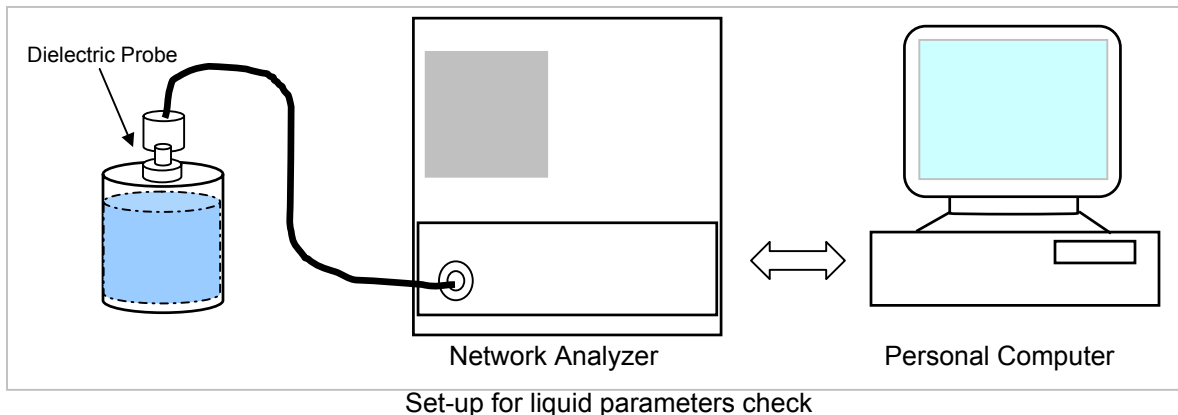 Dielectric Probe
Network Analyzer
Personal Computer
Set-up for liquid parameters check